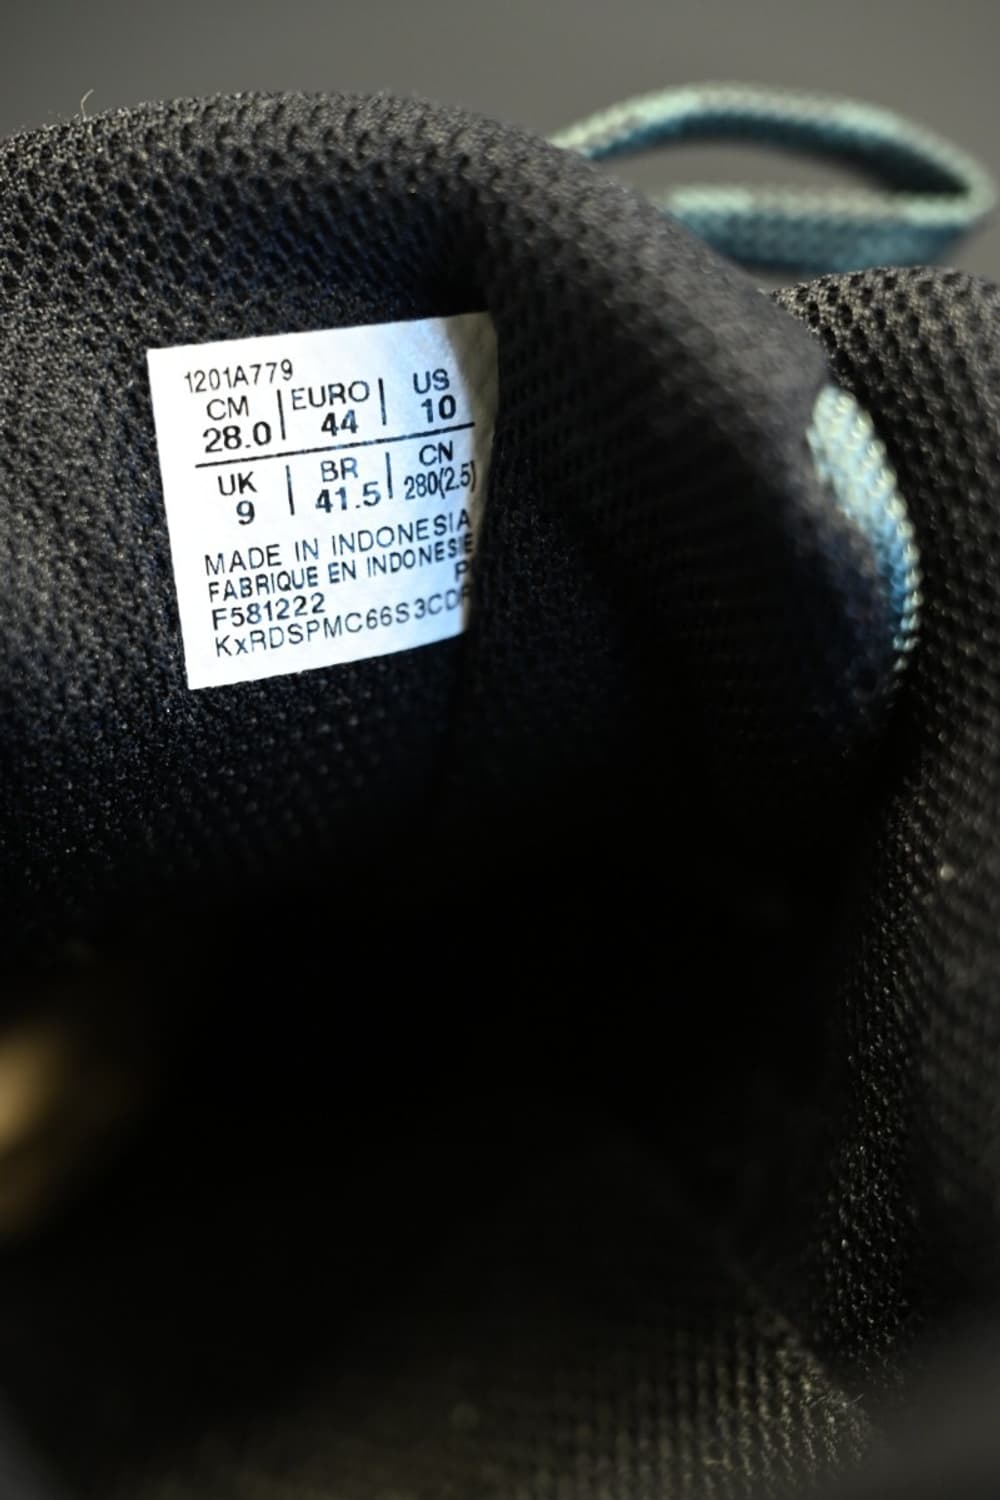 1201A779
CM | EURO | US
28.0 | 44 | 10
UK | BR | CN
9 | 41.5 | 280(2.5)
MADE IN INDONESIA
FABRIQUE EN INDONESIE
F581222